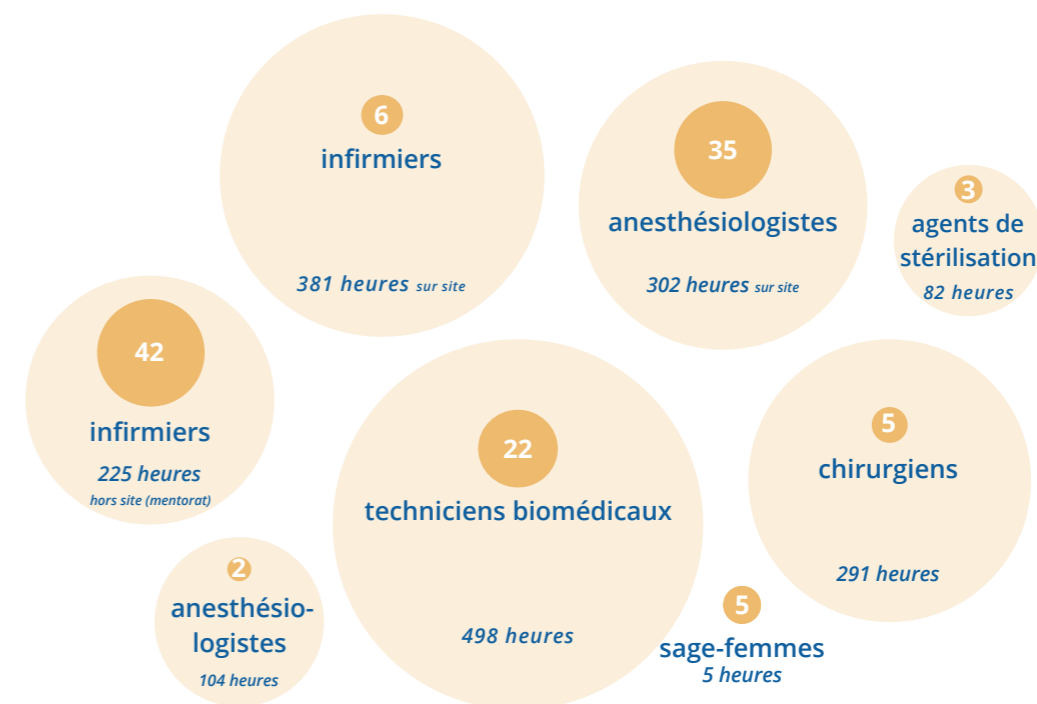 6
infirmiers
381 heures sur site
35
anesthésiologistes
302 heures sur site
3
agents de
stérilisation
82 heures
42
infirmiers
225 heures
hors site (mentorat)
22
techniciens biomédicaux
498 heures
5
chirurgiens
291 heures
2
anesthésio-
logistes
104 heures
5
sage-femmes
5 heures